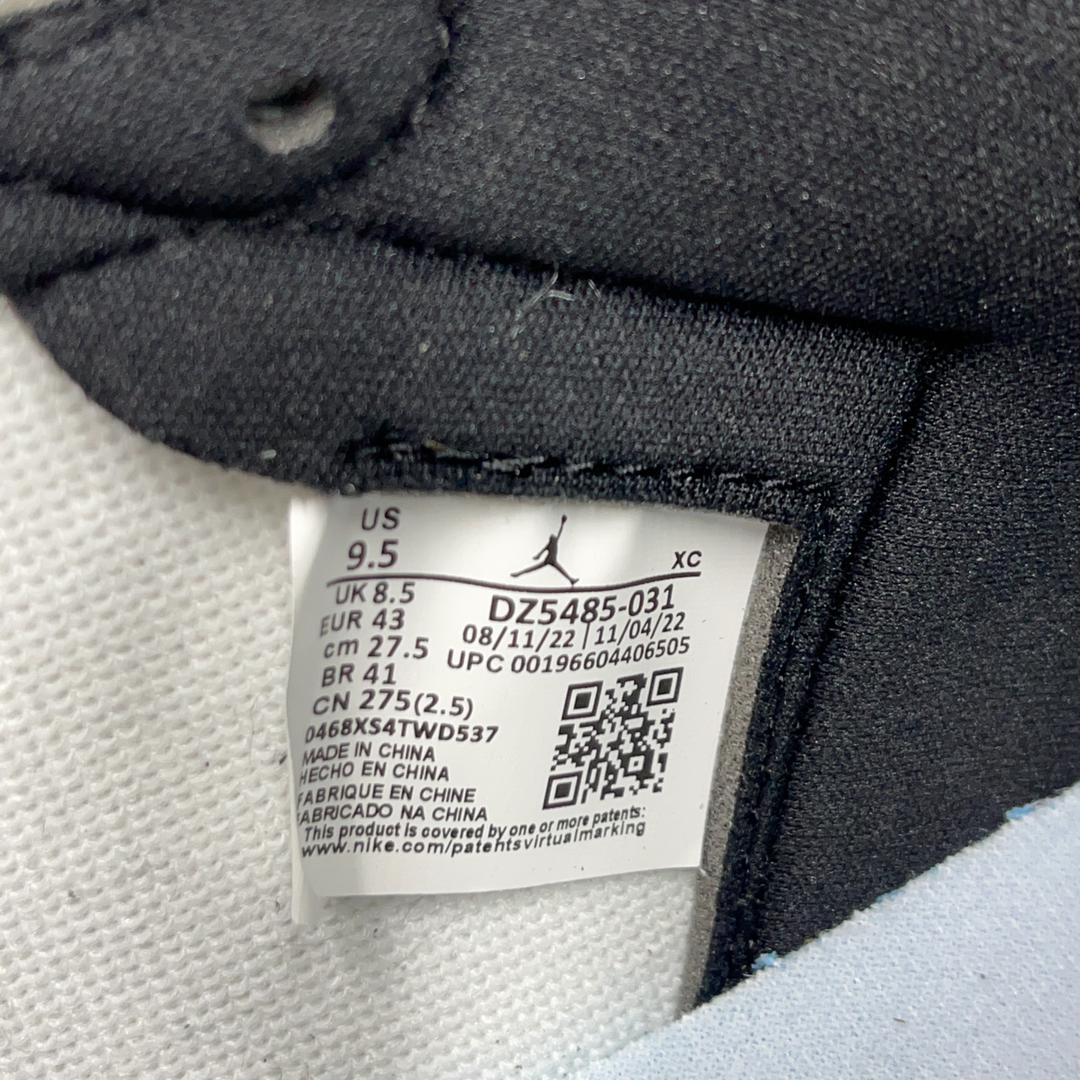 US
9.5
XC
UK 8.5
EUR 43
cm 27.5
BR 41
CN 275(2.5)
DZ5485-031
08/11/22 | 11/04/22
UPC 00196604406505
0468XS4TWD537
MADE IN CHINA
HECHO EN CHINA
FABRIQUE EN CHINE
FABRICADO NA CHINA
This product is covered by one or more patents:
www.nike.com/patentsvirtualmarking